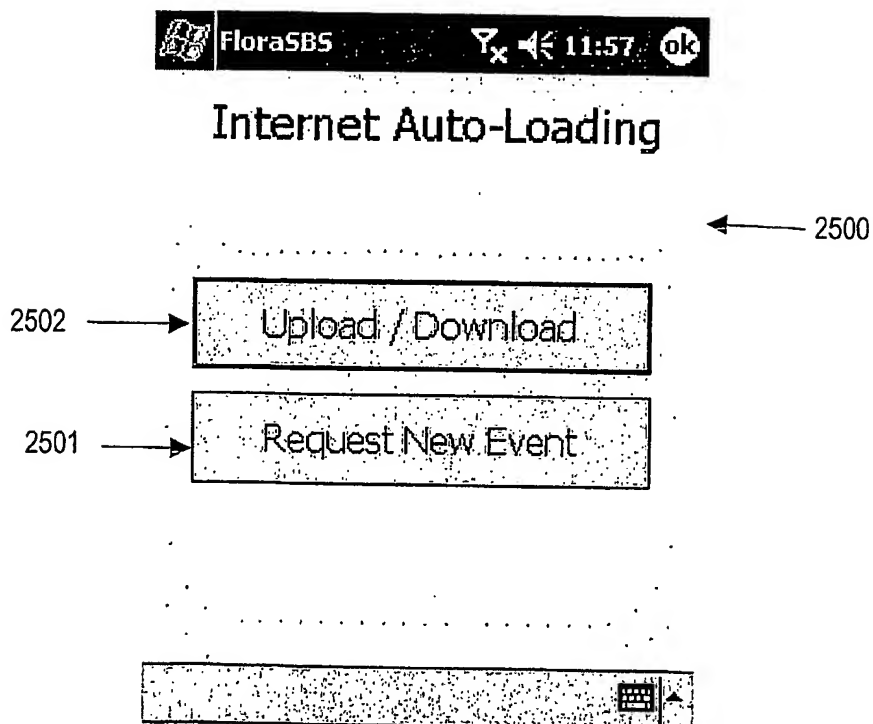 FloraSBS 11:57 ok
Internet Auto-Loading
2500
2502 Upload / Download
2501 Request New Event